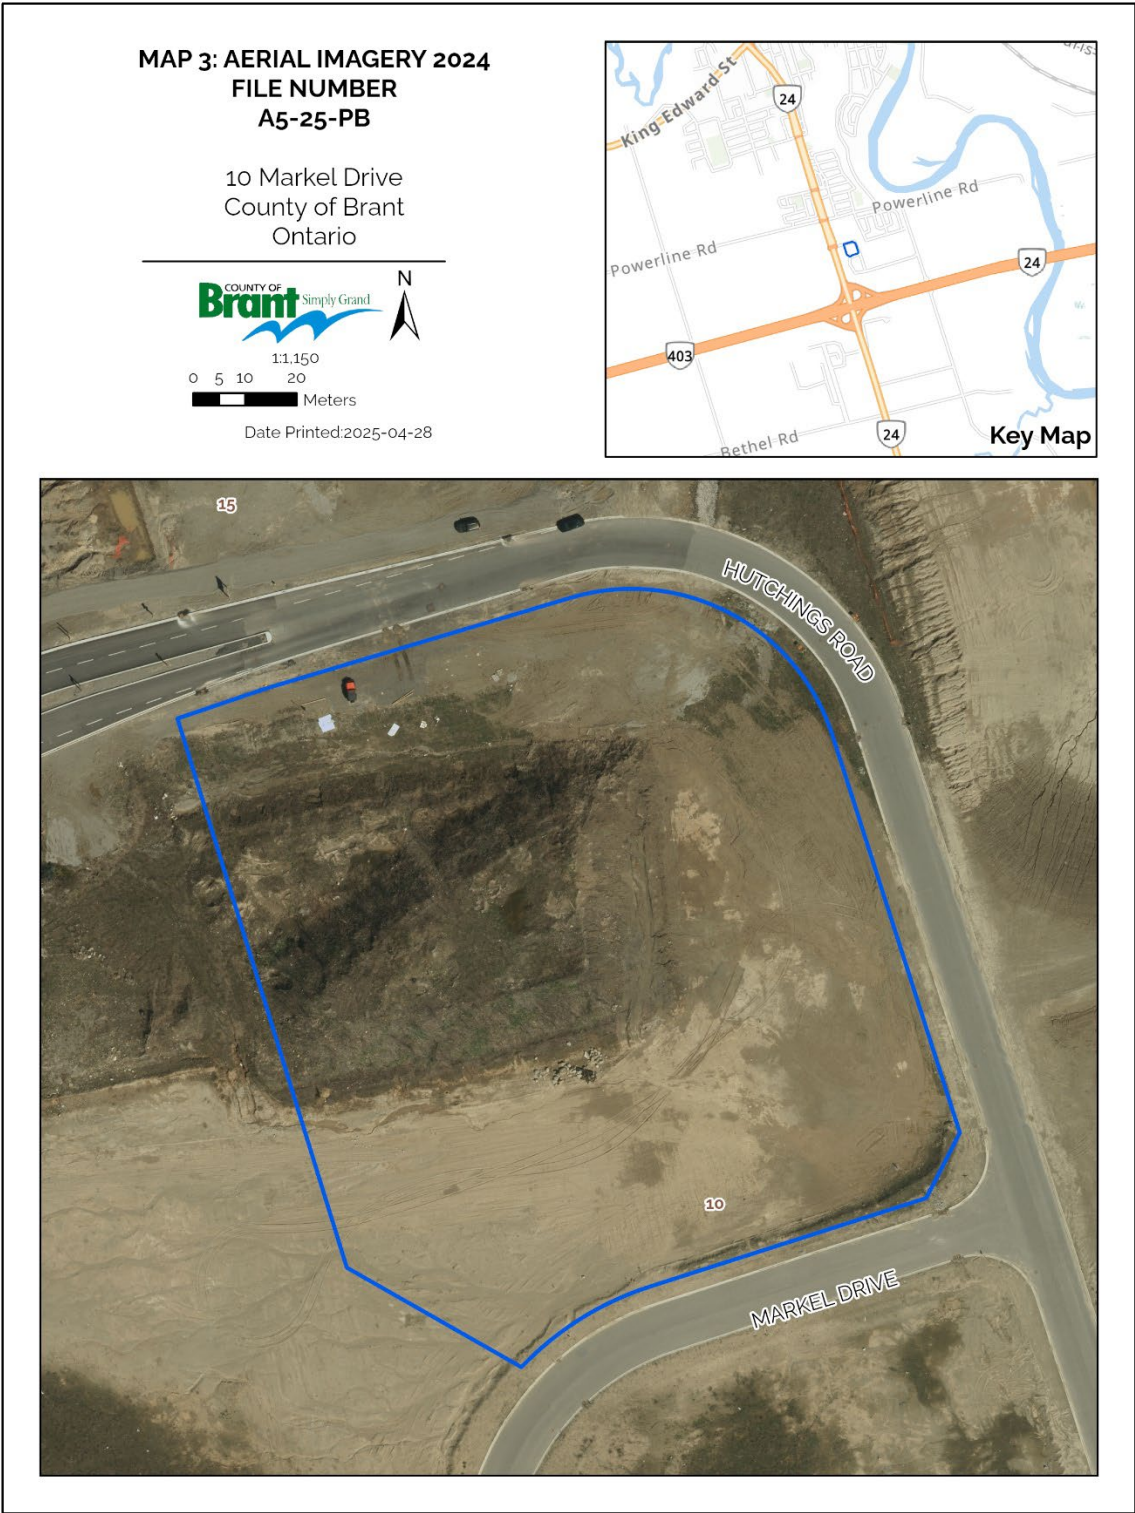 MAP 3: AERIAL IMAGERY 2024
FILE NUMBER
A5-25-PB
10 Markel Drive
County of Brant
Ontario
COUNTY OF
Brant Simply Grand
N
1:1,150
0 5 10 20
Meters
Date Printed:2025-04-28
King Edward St
24
Powerline Rd
Powerline Rd
24
403
Bethel Rd
24
Key Map
15
HUTCHINGS ROAD
10
MARKEL DRIVE